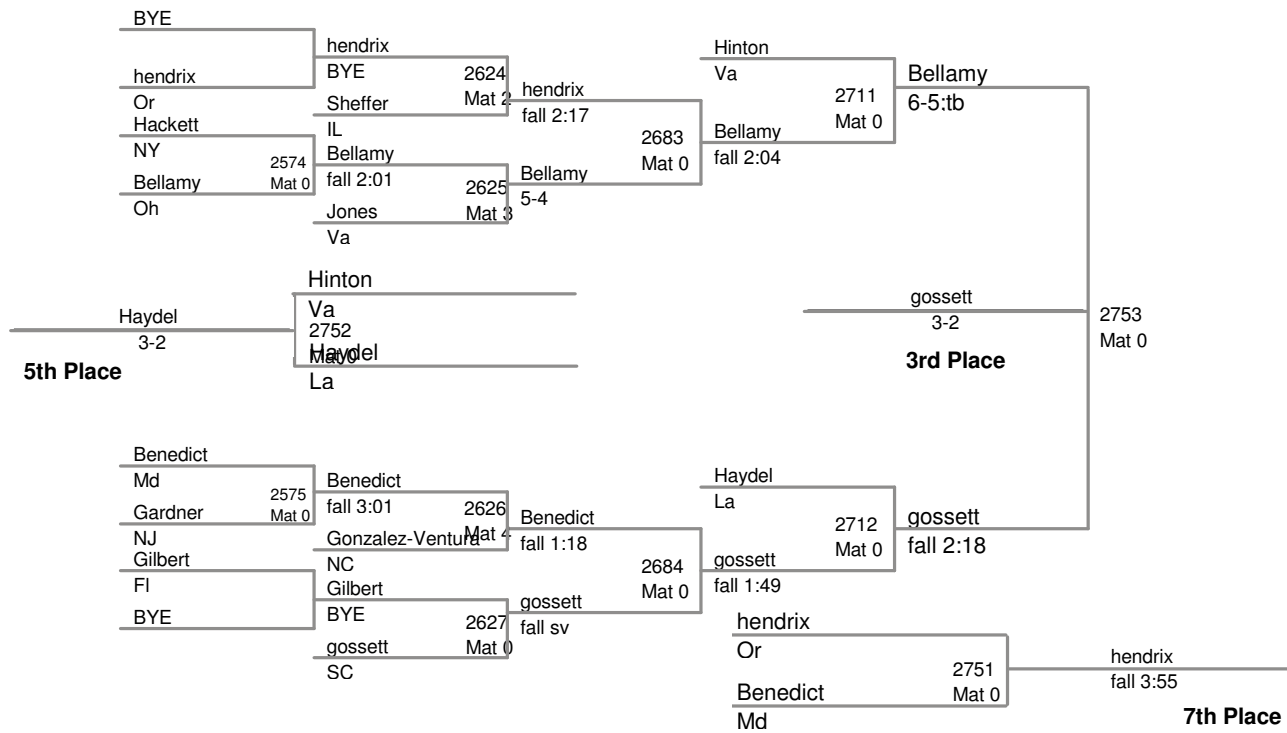 BYE
hendrix
Or
hendrix
BYE
Sheffer
IL
2624
Mat 2
hendrix
fall 2:17
Hackett
NY
Bellamy
Oh
2574
Mat 0
Bellamy
fall 2:01
Jones
Va
2625
Mat 3
Bellamy
5-4
2683
Mat 0
Hinton
Va
Bellamy
fall 2:04
2711
Mat 0
Bellamy
6-5:tb
Hinton
Va
2752
Mat 0
Haydel
La
Haydel
3-2
5th Place
gossett
3-2
3rd Place
2753
Mat 0
Benedict
Md
Gardner
NJ
2575
Mat 0
Benedict
fall 3:01
Gonzalez-Ventura
NC
2626
Mat 4
Benedict
fall 1:18
Gilbert
Fl
BYE
Gilbert
BYE
gossett
SC
2627
Mat 0
gossett
fall sv
2684
Mat 0
Haydel
La
gossett
fall 1:49
2712
Mat 0
gossett
fall 2:18
hendrix
Or
Benedict
Md
2751
Mat 0
hendrix
fall 3:55
7th Place